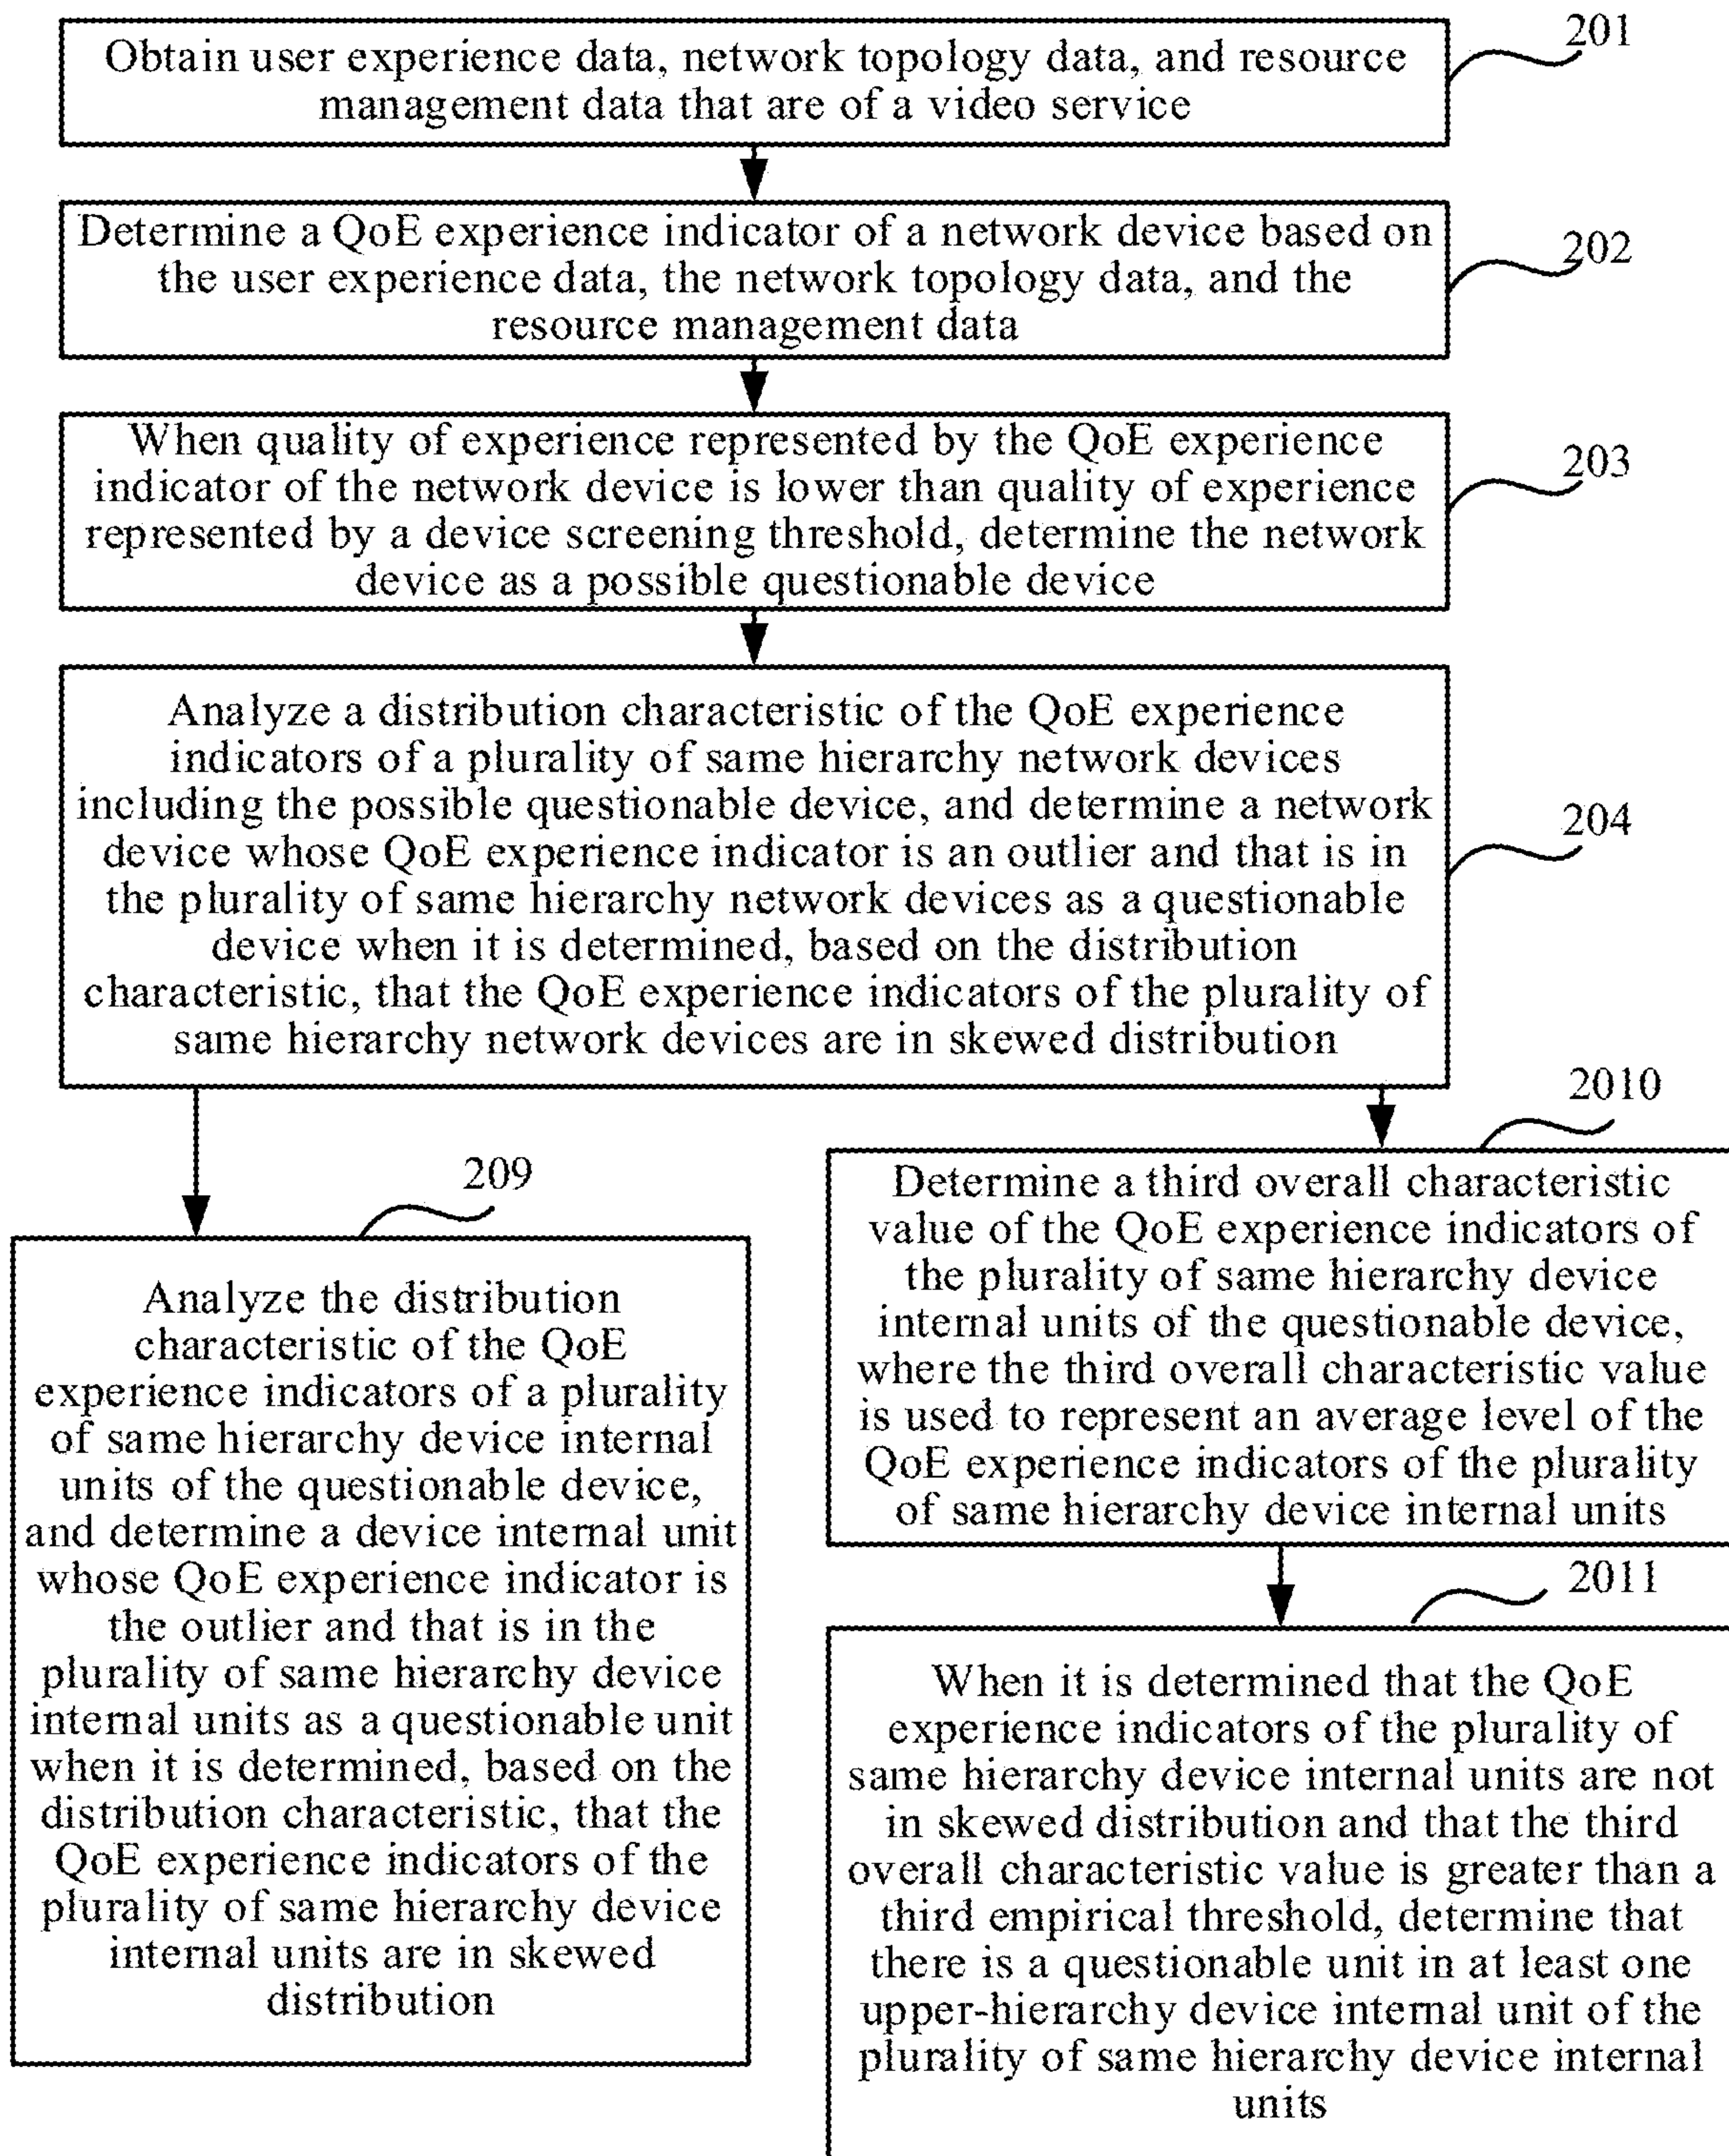 201
Obtain user experience data, network topology data, and resource
management data that are of a video service
202
Determine a QoE experience indicator of a network device based on
the user experience data, the network topology data, and the
resource management data
203
When quality of experience represented by the QoE experience
indicator of the network device is lower than quality of experience
represented by a device screening threshold, determine the network
device as a possible questionable device
204
Analyze a distribution characteristic of the QoE experience
indicators of a plurality of same hierarchy network devices
including the possible questionable device, and determine a network
device whose QoE experience indicator is an outlier and that is in
the plurality of same hierarchy network devices as a questionable
device when it is determined, based on the distribution
characteristic, that the QoE experience indicators of the plurality of
same hierarchy network devices are in skewed distribution
209
Analyze the distribution
characteristic of the QoE
experience indicators of a plurality
of same hierarchy device internal
units of the questionable device,
and determine a device internal unit
whose QoE experience indicator is
the outlier and that is in the
plurality of same hierarchy device
internal units as a questionable unit
when it is determined, based on the
distribution characteristic, that the
QoE experience indicators of the
plurality of same hierarchy device
internal units are in skewed
distribution
2010
Determine a third overall characteristic
value of the QoE experience indicators of
the plurality of same hierarchy device
internal units of the questionable device,
where the third overall characteristic value
is used to represent an average level of the
QoE experience indicators of the plurality
of same hierarchy device internal units
2011
When it is determined that the QoE
experience indicators of the plurality of
same hierarchy device internal units are not
in skewed distribution and that the third
overall characteristic value is greater than a
third empirical threshold, determine that
there is a questionable unit in at least one
upper-hierarchy device internal unit of the
plurality of same hierarchy device internal
units